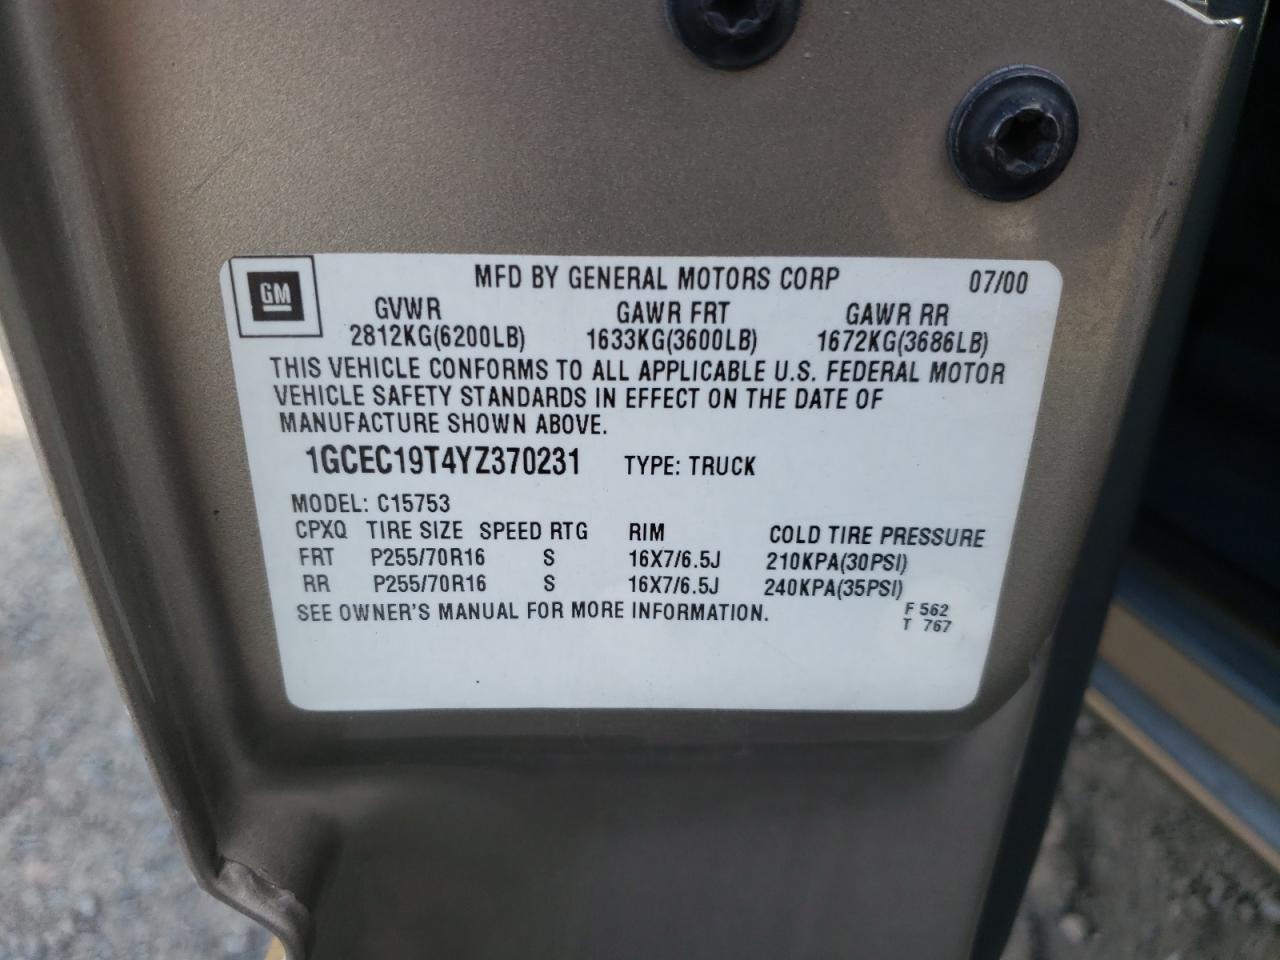 GM
MFD BY GENERAL MOTORS CORP 07/00
GVWR GAWR FRT GAWR RR
2812KG(6200LB) 1633KG(3600LB) 1672KG(3686LB)
THIS VEHICLE CONFORMS TO ALL APPLICABLE U.S. FEDERAL MOTOR
VEHICLE SAFETY STANDARDS IN EFFECT ON THE DATE OF
MANUFACTURE SHOWN ABOVE.
1GCEC19T4YZ370231 TYPE: TRUCK
MODEL: C15753
CPXQ TIRE SIZE SPEED RTG RIM COLD TIRE PRESSURE
FRT P255/70R16 S 16X7/6.5J 210KPA(30PSI)
RR P255/70R16 S 16X7/6.5J 240KPA(35PSI)
SEE OWNER'S MANUAL FOR MORE INFORMATION.
F 562
T 767